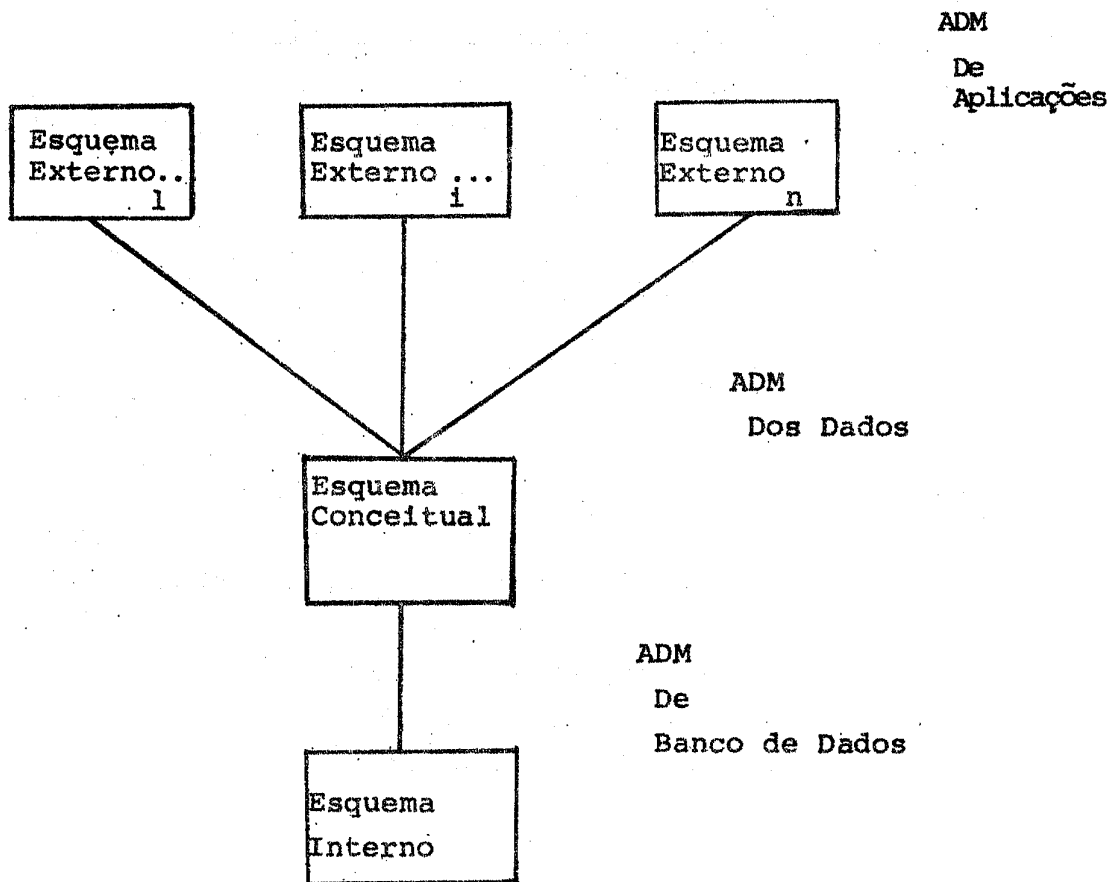 ADM
De
Aplicações
Esquema
Externo..
1
Esquema
Externo ...
i
Esquema
Externo
n
ADM
Dos Dados
Esquema
Conceitual
ADM
De
Banco de Dados
Esquema
Interno